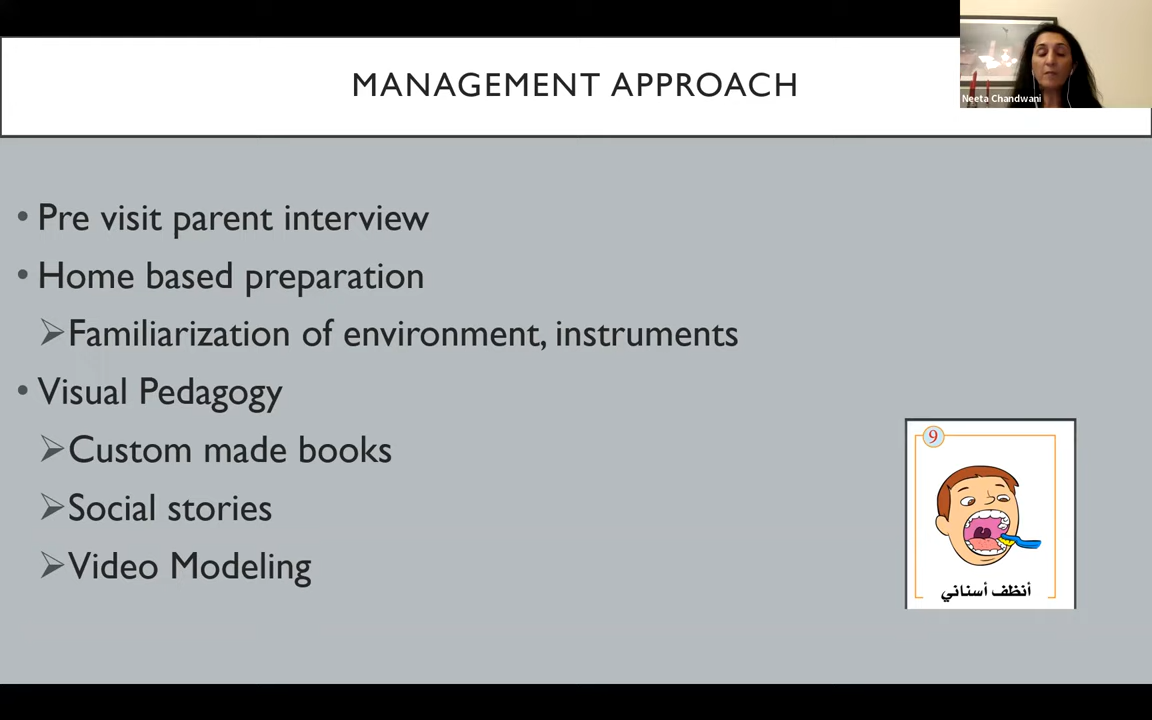 MANAGEMENT APPROACH
Neeta Chandwani
• Pre visit parent interview
• Home based preparation
➢Familiarization of environment, instruments
• Visual Pedagogy
➢Custom made books
➢Social stories
➢Video Modeling
9
أنظف أسناني